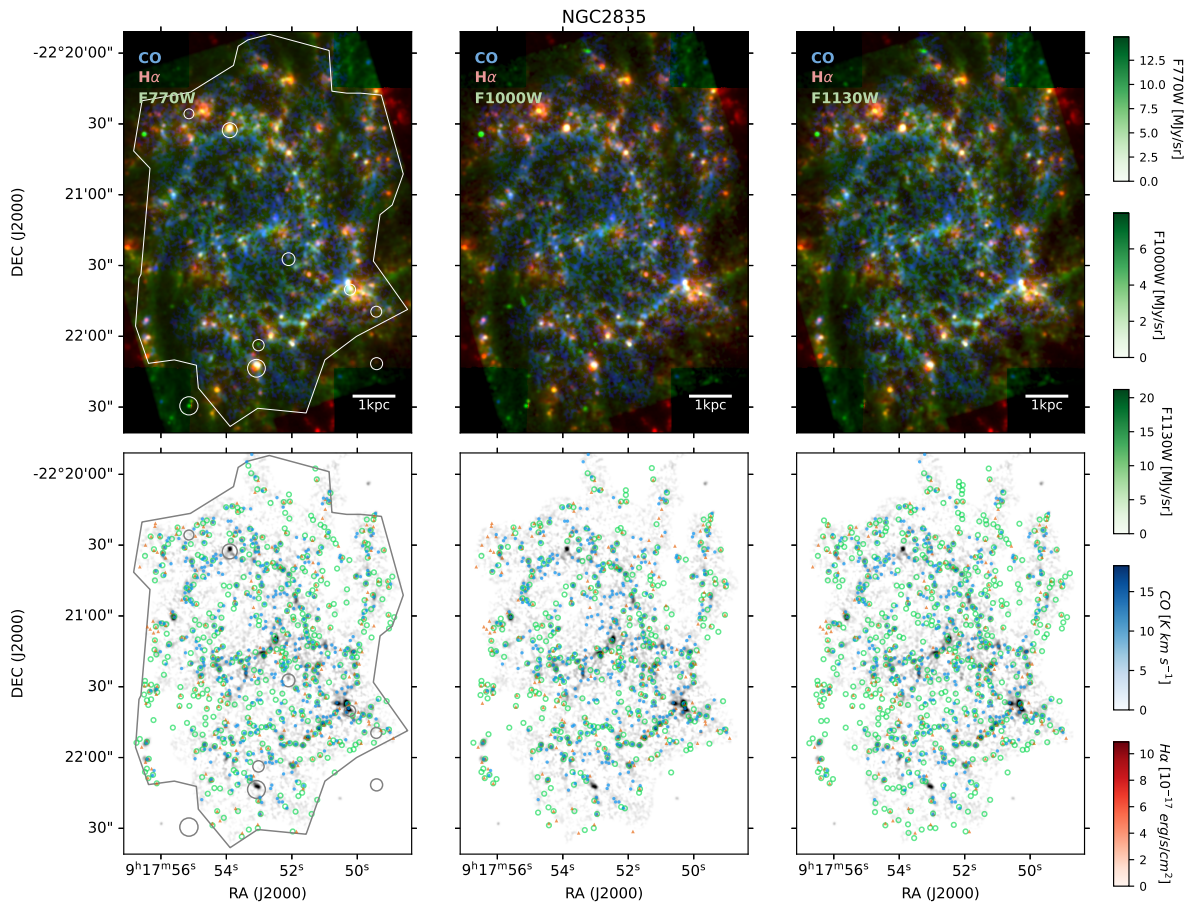 NGC2835
CO
Hα
F770W
CO
Hα
F1000W
CO
Hα
F1130W
-22°20'00"
30"
21'00"
30"
22'00"
30"
DEC (J2000)
1kpc
1kpc
1kpc
12.5
10.0
7.5
5.0
2.5
0.0
F770W [MJy/sr]
6
4
2
0
F1000W [MJy/sr]
20
15
10
5
0
F1130W [MJy/sr]
15
10
5
0
CO [K km s⁻¹]
10
8
6
4
2
0
Hα [10⁻¹⁷ erg/s/cm²]
-22°20'00"
30"
21'00"
30"
22'00"
30"
DEC (J2000)
9ʰ17ᵐ56ˢ 54ˢ 52ˢ 50ˢ
9ʰ17ᵐ56ˢ 54ˢ 52ˢ 50ˢ
9ʰ17ᵐ56ˢ 54ˢ 52ˢ 50ˢ
RA (J2000)
RA (J2000)
RA (J2000)